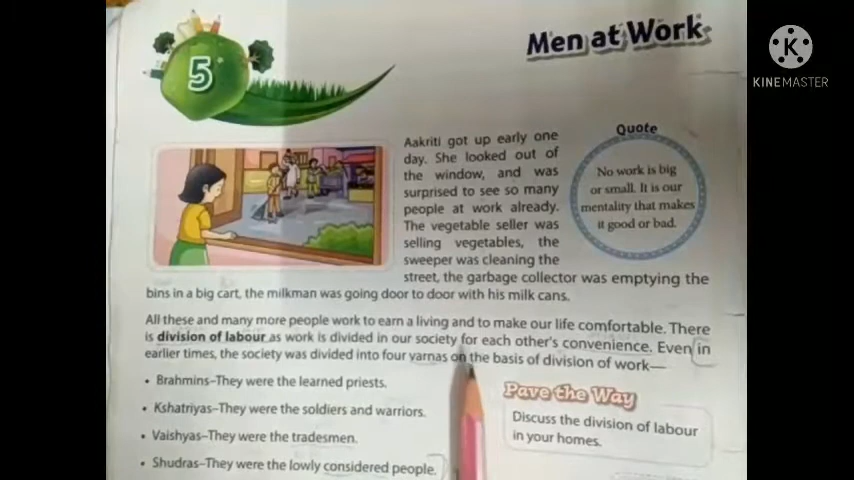 5
Men at Work
K
KINEMASTER
Aakriti got up early one
day. She looked out of
the window, and was
surprised to see so many
people at work already.
The vegetable seller was
selling vegetables, the
sweeper was cleaning the
street, the garbage collector was emptying the
bins in a big cart, the milkman was going door to door with his milk cans.
Quote
No work is big
or small. It is our
mentality that makes
it good or bad.
All these and many more people work to earn a living and to make our life comfortable. There
is division of labour as work is divided in our society for each other's convenience. Even in
earlier times, the society was divided into four varnas on the basis of division of work—
• Brahmins–They were the learned priests.
• Kshatriyas–They were the soldiers and warriors.
• Vaishyas–They were the tradesmen.
• Shudras–They were the lowly considered people.
Pave the Way
Discuss the division of labour
in your homes.